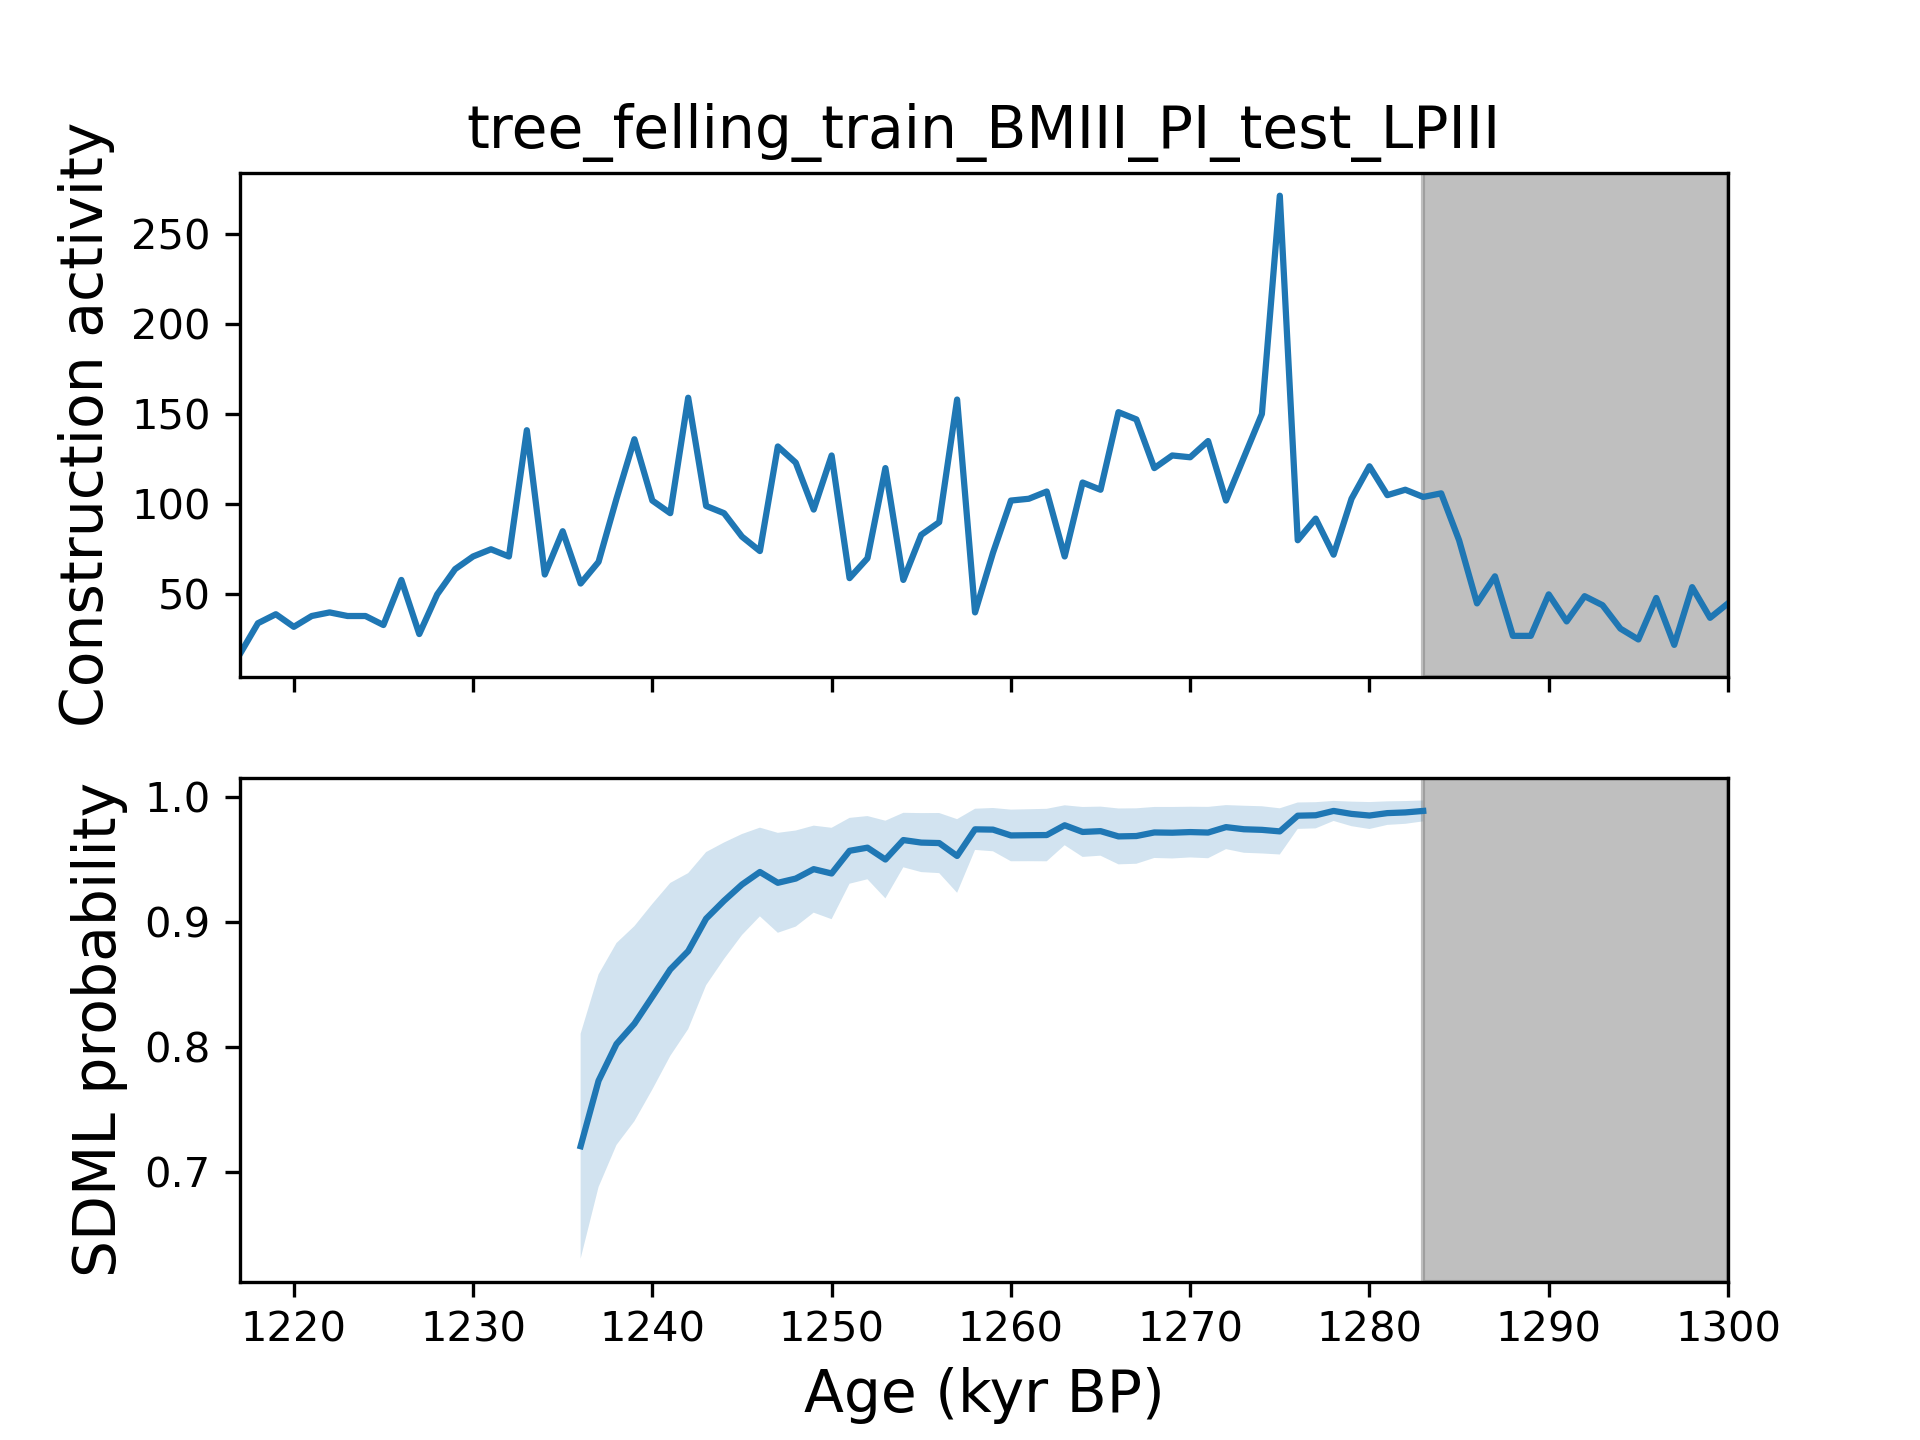 tree_felling_train_BMIII_PI_test_LPIII
Construction activity
250
200
150
100
50
SDML probability
1.0
0.9
0.8
0.7
1220 1230 1240 1250 1260 1270 1280 1290 1300
Age (kyr BP)